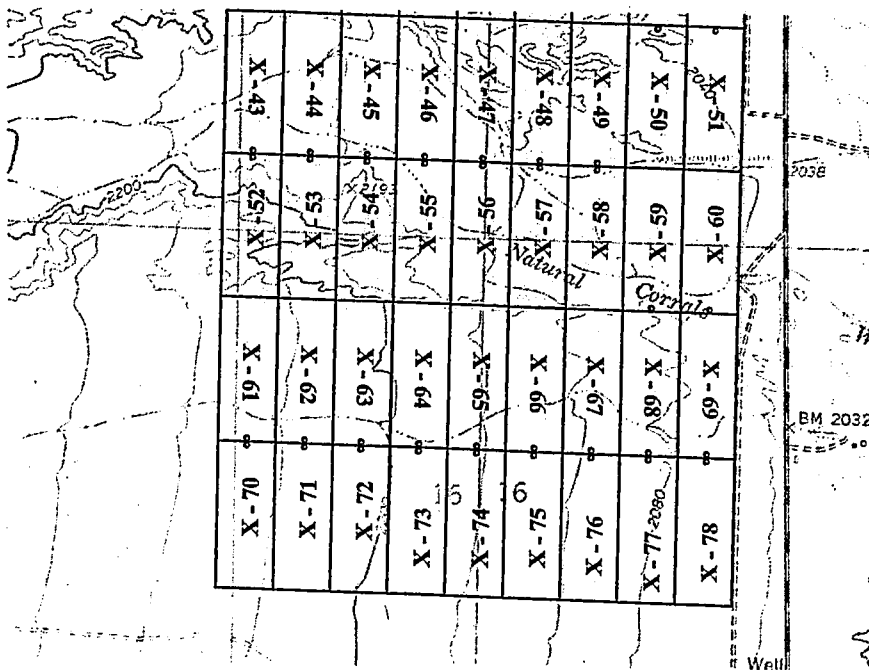 X - 43
X - 44
X - 45
X - 46
X - 47
X - 48
X - 49
X - 50
X - 51
2040
2038
2200
X 2193
X - 52
X - 53
X - 54
X - 55
X - 56
X - 57
X - 58
X - 59
X - 60
Natural
Corrals
X - 61
X - 62
X - 63
X - 64
X - 65
X - 66
X - 67
X - 68
X - 69
BM 2032
X - 70
X - 71
X - 72
X - 73
X - 74
X - 75
X - 76
X - 77
X - 78
16
2080
Well